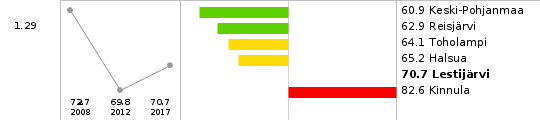 1.29
72.7 69.8 70.7
2008 2012 2017
60.9 Keski-Pohjanmaa
62.9 Reisjärvi
64.1 Toholampi
65.2 Halsua
70.7 Lestijärvi
82.6 Kinnula